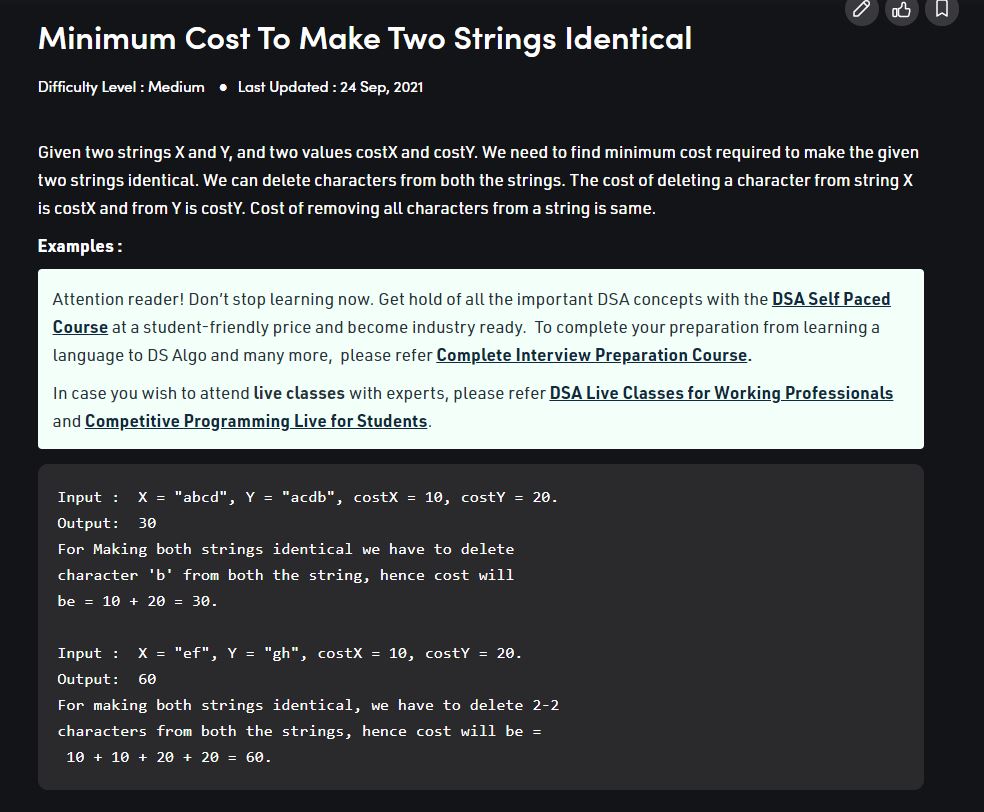 Minimum Cost To Make Two Strings Identical
Difficulty Level : Medium ● Last Updated : 24 Sep, 2021
Given two strings X and Y, and two values costX and costY. We need to find minimum cost required to make the given
two strings identical. We can delete characters from both the strings. The cost of deleting a character from string X
is costX and from Y is costY. Cost of removing all characters from a string is same.
Examples :
Attention reader! Don’t stop learning now. Get hold of all the important DSA concepts with the DSA Self Paced
Course at a student-friendly price and become industry ready.  To complete your preparation from learning a
language to DS Algo and many more,  please refer Complete Interview Preparation Course.
In case you wish to attend live classes with experts, please refer DSA Live Classes for Working Professionals
and Competitive Programming Live for Students.
Input :  X = "abcd", Y = "acdb", costX = 10, costY = 20.
Output:  30
For Making both strings identical we have to delete
character 'b' from both the string, hence cost will
be = 10 + 20 = 30.
Input :  X = "ef", Y = "gh", costX = 10, costY = 20.
Output:  60
For making both strings identical, we have to delete 2-2
characters from both the strings, hence cost will be =
 10 + 10 + 20 + 20 = 60.